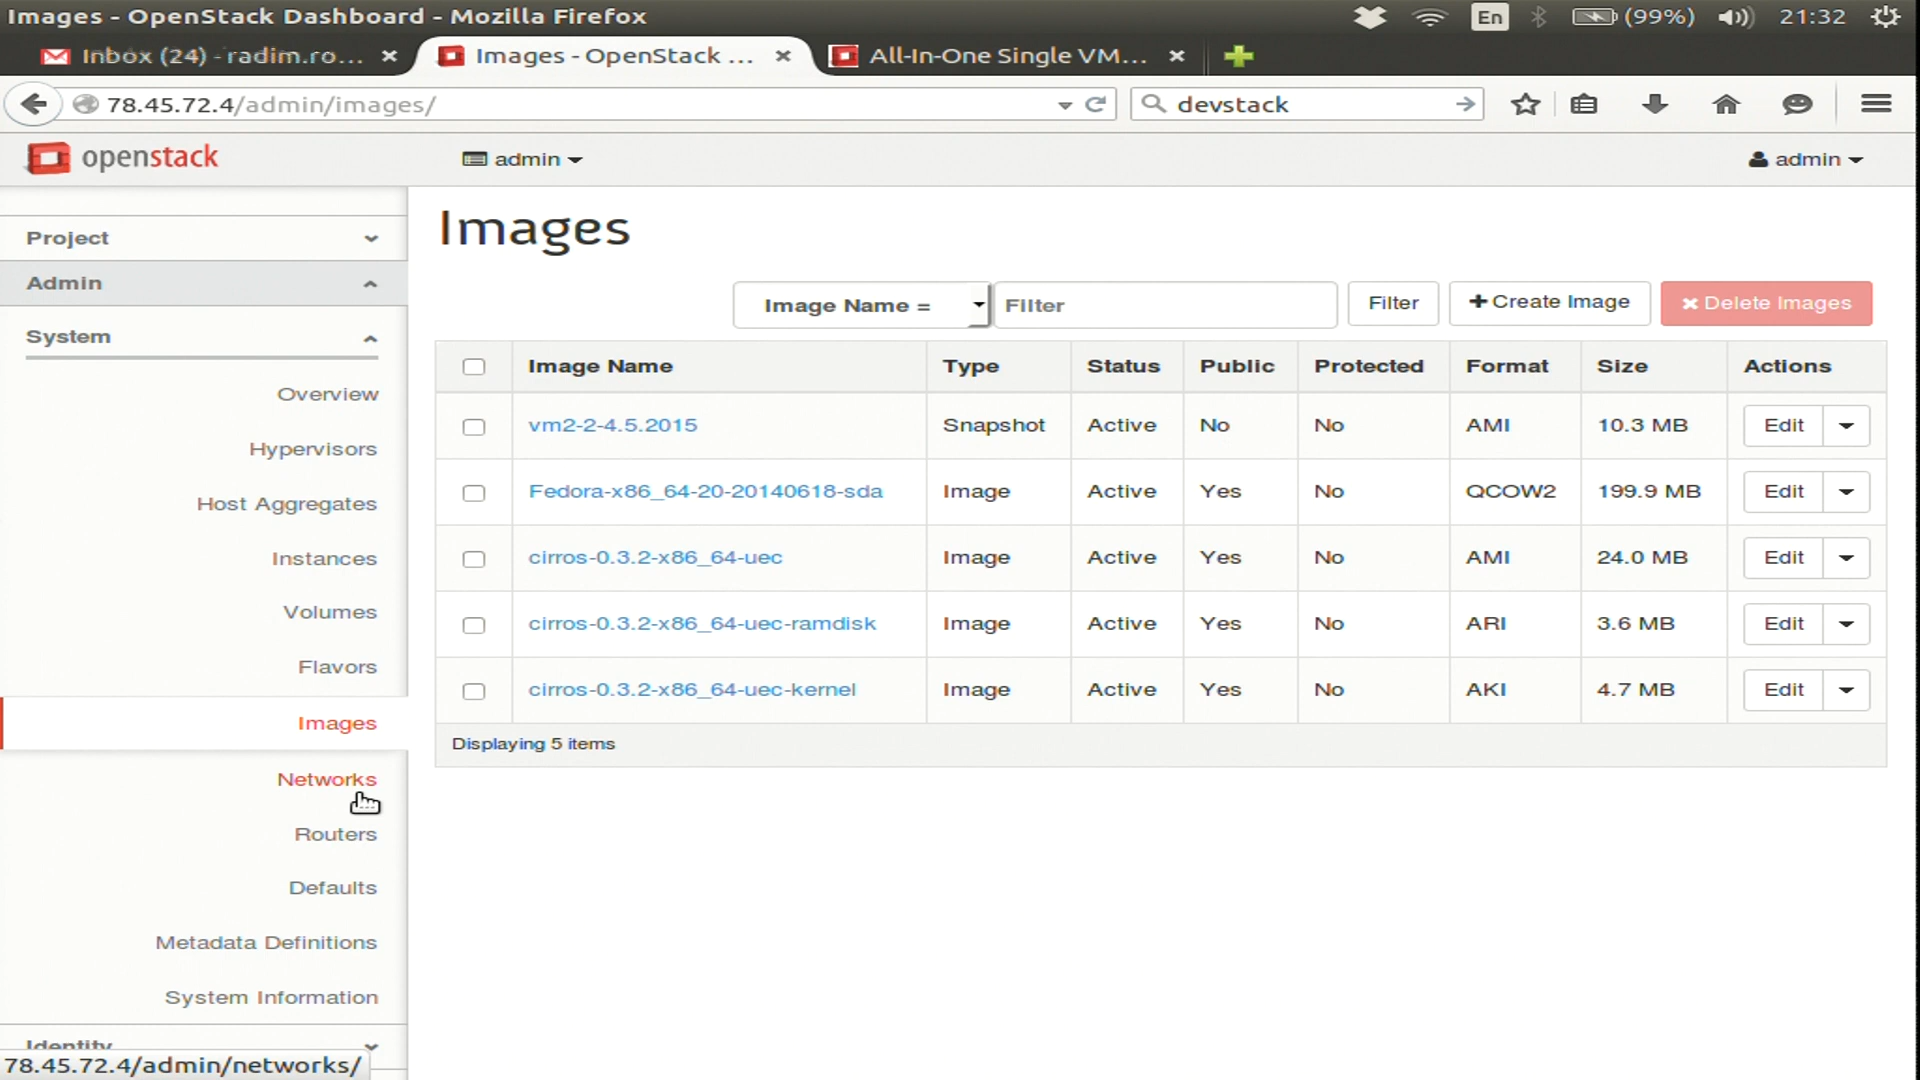 Images - OpenStack Dashboard - Mozilla Firefox
En
(99%)
21:32
Inbox (24) - radim.ro...
Images - OpenStack ...
All-In-One Single VM...
78.45.72.4/admin/images/
devstack
openstack
admin
admin
Project
Admin
System
Overview
Hypervisors
Host Aggregates
Instances
Volumes
Flavors
Images
Networks
Routers
Defaults
Metadata Definitions
System Information
Identity
78.45.72.4/admin/networks/
Images
Image Name =
Filter
Filter
Create Image
Delete Images
Image Name Type Status Public Protected Format Size Actions
vm2-2-4.5.2015 Snapshot Active No No AMI 10.3 MB Edit
Fedora-x86_64-20-20140618-sda Image Active Yes No QCOW2 199.9 MB Edit
cirros-0.3.2-x86_64-uec Image Active Yes No AMI 24.0 MB Edit
cirros-0.3.2-x86_64-uec-ramdisk Image Active Yes No ARI 3.6 MB Edit
cirros-0.3.2-x86_64-uec-kernel Image Active Yes No AKI 4.7 MB Edit
Displaying 5 items